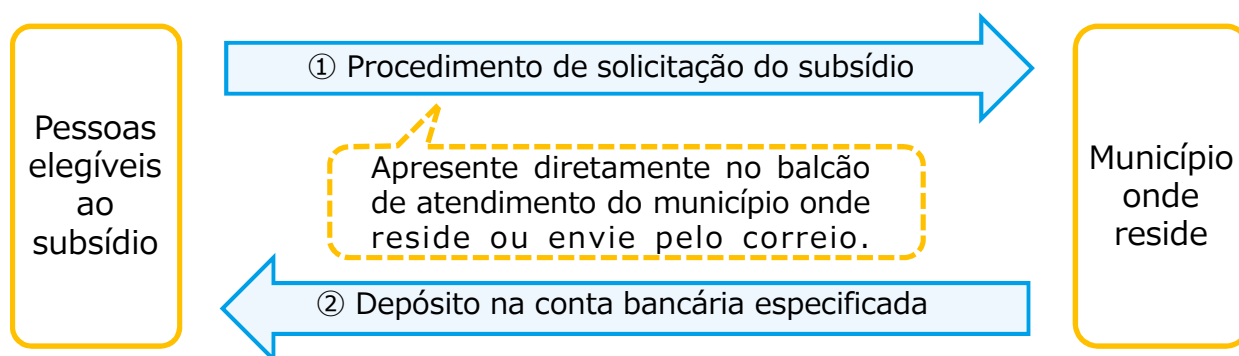 Pessoas
elegíveis
ao
subsídio
① Procedimento de solicitação do subsídio
Apresente diretamente no balcão
de atendimento do município onde
reside ou envie pelo correio.
② Depósito na conta bancária especificada
Município
onde
reside